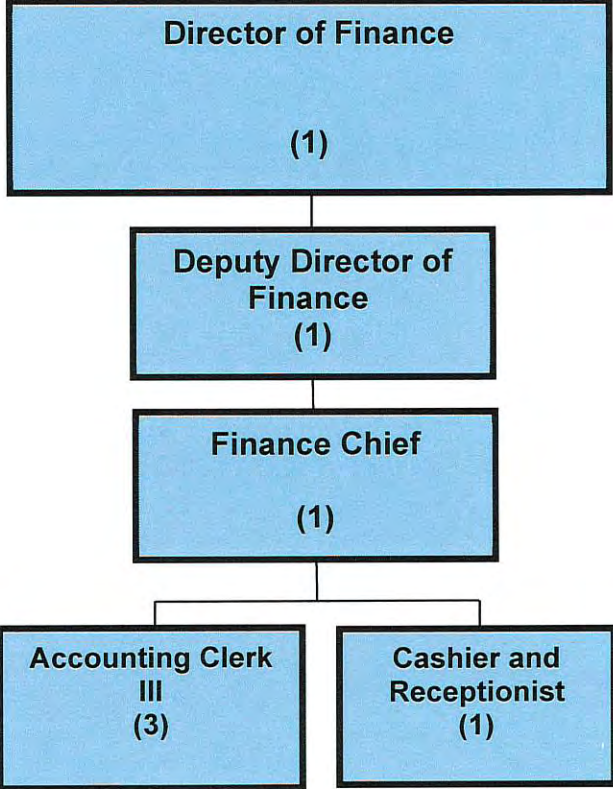 Director of Finance
(1)
Deputy Director of
Finance
(1)
Finance Chief
(1)
Accounting Clerk
III
(3)
Cashier and
Receptionist
(1)